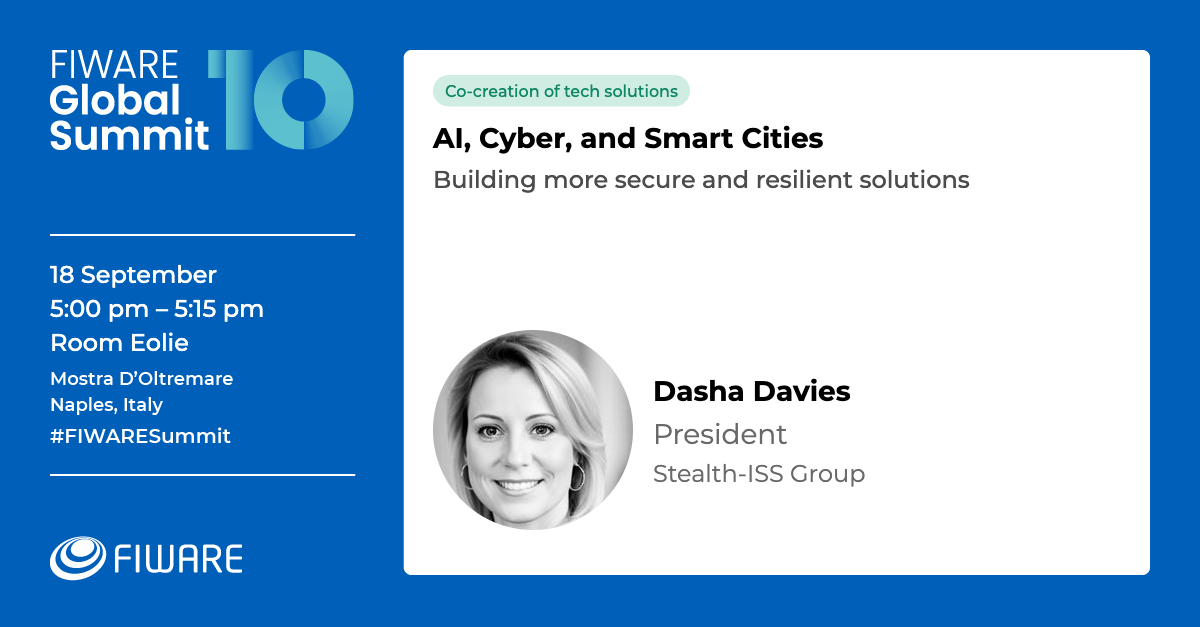 FIWARE
Global
Summit
10
18 September
5:00 pm – 5:15 pm
Room Eolie
Mostra D’Oltremare
Naples, Italy
#FIWARESummit
FIWARE
Co-creation of tech solutions
AI, Cyber, and Smart Cities
Building more secure and resilient solutions
Dasha Davies
President
Stealth-ISS Group